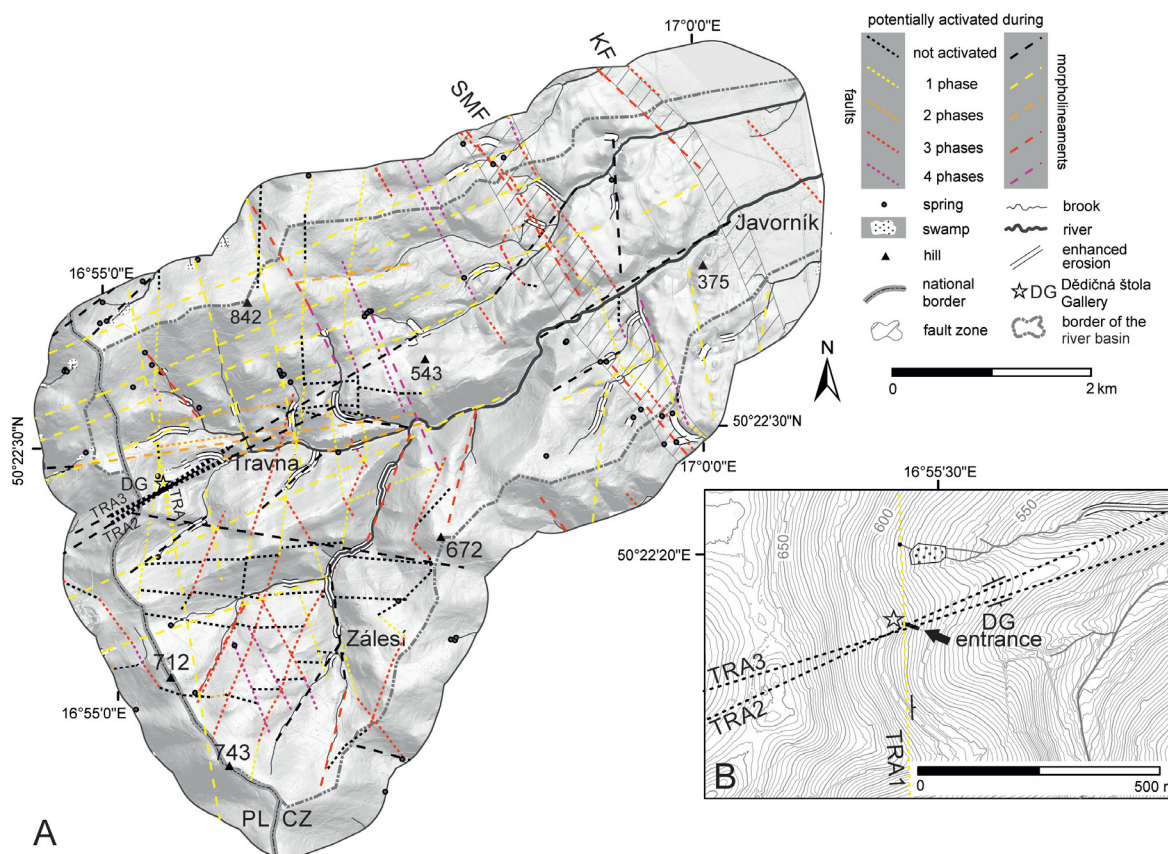 17°0'0"E
KF
SMF
Javorník
375
16°55'0"E
842
543
50°22'30"N
Travná
DG
TRA3
TRA2
TRA1
672
Zálesí
712
16°55'0"E
743
PL CZ
A
50°22'30"N
17°0'0"E
potentially activated during
faults
not activated
1 phase
2 phases
3 phases
4 phases
morpholineaments
spring
swamp
hill
national
border
fault zone
brook
river
enhanced
erosion
DG Dědičná štola
Gallery
border of the
river basin
N
0 2 km
16°55'30"E
50°22'20"N
650
600
550
DG
entrance
TRA3
TRA2
TRA1
B
0 500 m